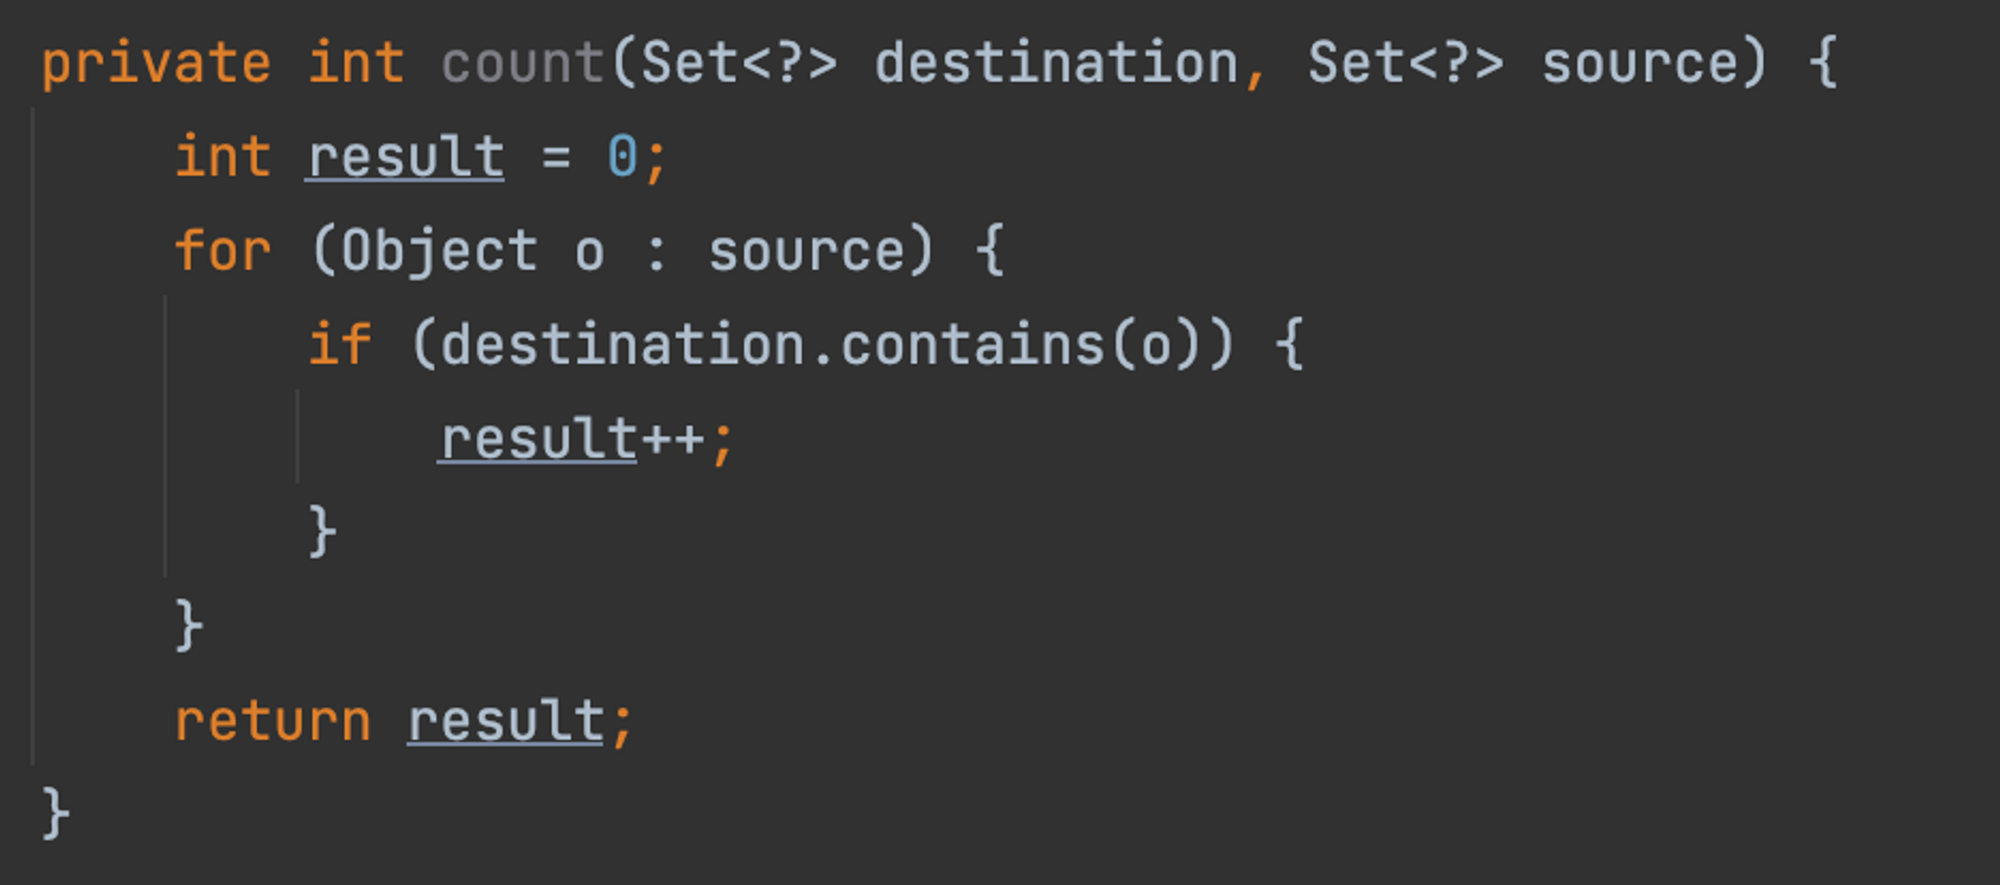 private int count(Set<?> destination, Set<?> source) {
    int result = 0;
    for (Object o : source) {
        if (destination.contains(o)) {
            result++;
        }
    }
    return result;
}